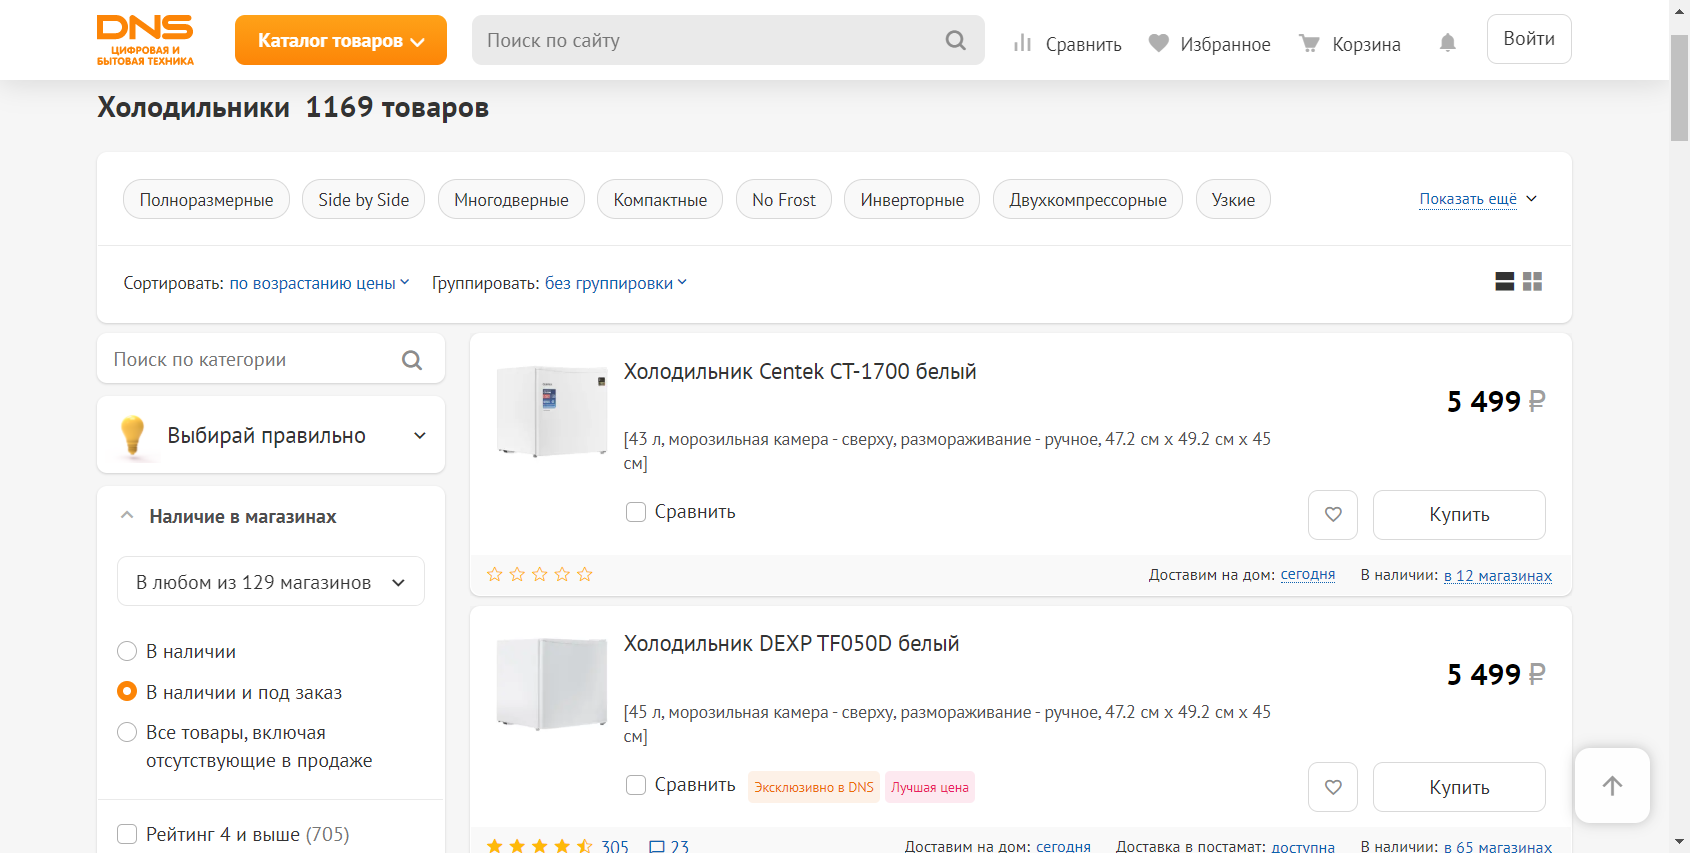 DNS
ЦИФРОВАЯ И
БЫТОВАЯ ТЕХНИКА
Каталог товаров
Поиск по сайту
Сравнить
Избранное
Корзина
Войти
Холодильники 1169 товаров
Полноразмерные
Side by Side
Многодверные
Компактные
No Frost
Инверторные
Двухкомпрессорные
Узкие
Показать ещё
Сортировать: по возрастанию цены
Группировать: без группировки
Поиск по категории
Выбирай правильно
Наличие в магазинах
В любом из 129 магазинов
В наличии
В наличии и под заказ
Все товары, включая
отсутствующие в продаже
Рейтинг 4 и выше (705)
Холодильник Centek CT-1700 белый
5 499 ₽
[43 л, морозильная камера - сверху, размораживание - ручное, 47.2 см x 49.2 см x 45
см]
Сравнить
Купить
Доставим на дом: сегодня
В наличии: в 12 магазинах
Холодильник DEXP TF050D белый
5 499 ₽
[45 л, морозильная камера - сверху, размораживание - ручное, 47.2 см x 49.2 см x 45
см]
Сравнить
Эксклюзивно в DNS
Лучшая цена
Купить
305
23
Доставим на дом: сегодня
Доставка в постамат: доступна
В наличии: в 65 магазинах